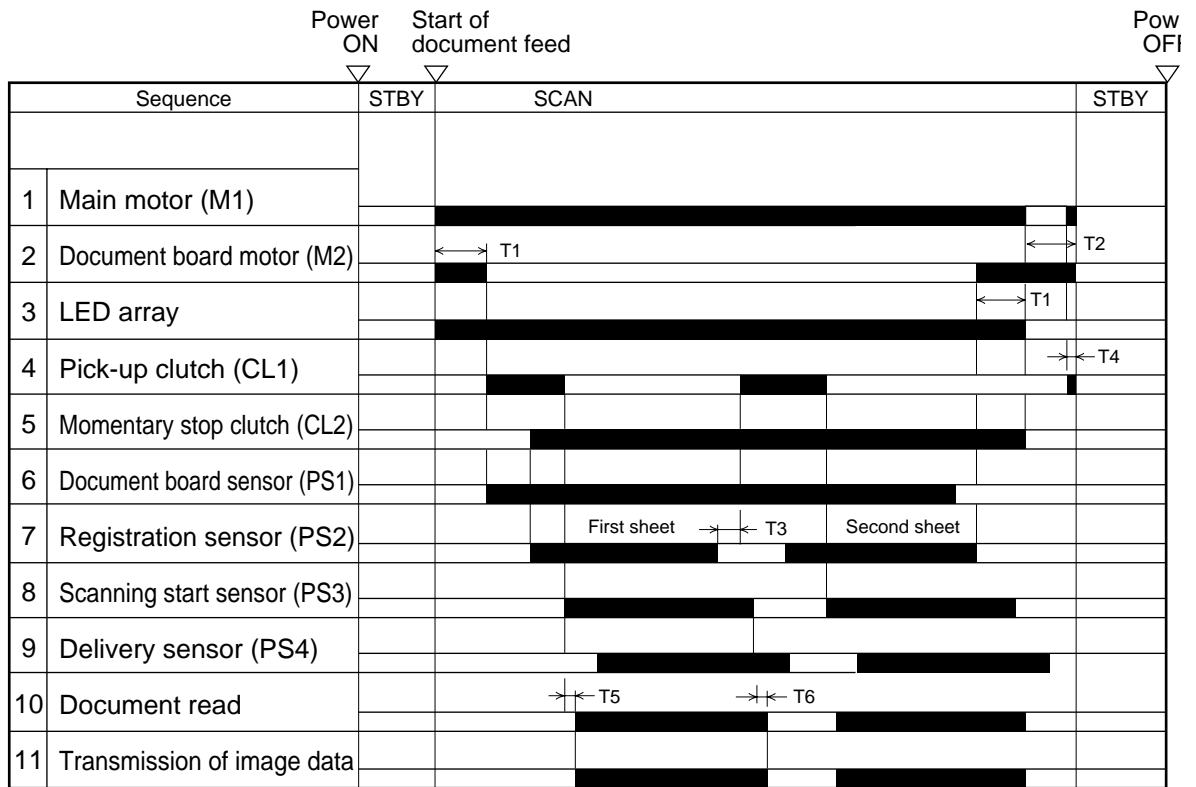 Power
ON
Start of
document feed
Pow
OFF
Sequence STBY SCAN STBY
1 Main motor (M1)
2 Document board motor (M2) T1 T2
3 LED array T1
4 Pick-up clutch (CL1) T4
5 Momentary stop clutch (CL2)
6 Document board sensor (PS1)
7 Registration sensor (PS2) First sheet T3 Second sheet
8 Scanning start sensor (PS3)
9 Delivery sensor (PS4)
10 Document read T5 T6
11 Transmission of image data